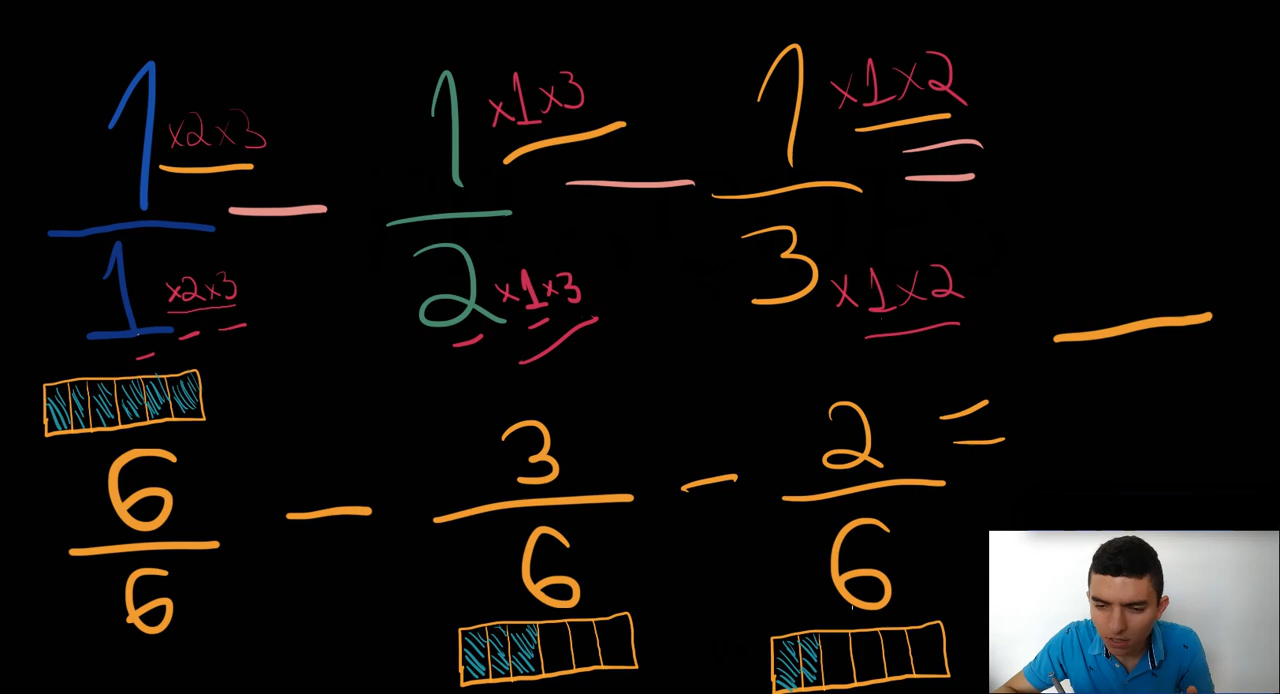 1 ×2×3 — 1 ×1×3 — 1 ×1×2 =
1 ×2×3 2 ×1×3 3 ×1×2
6 — 3 — 2 =
6 6 6